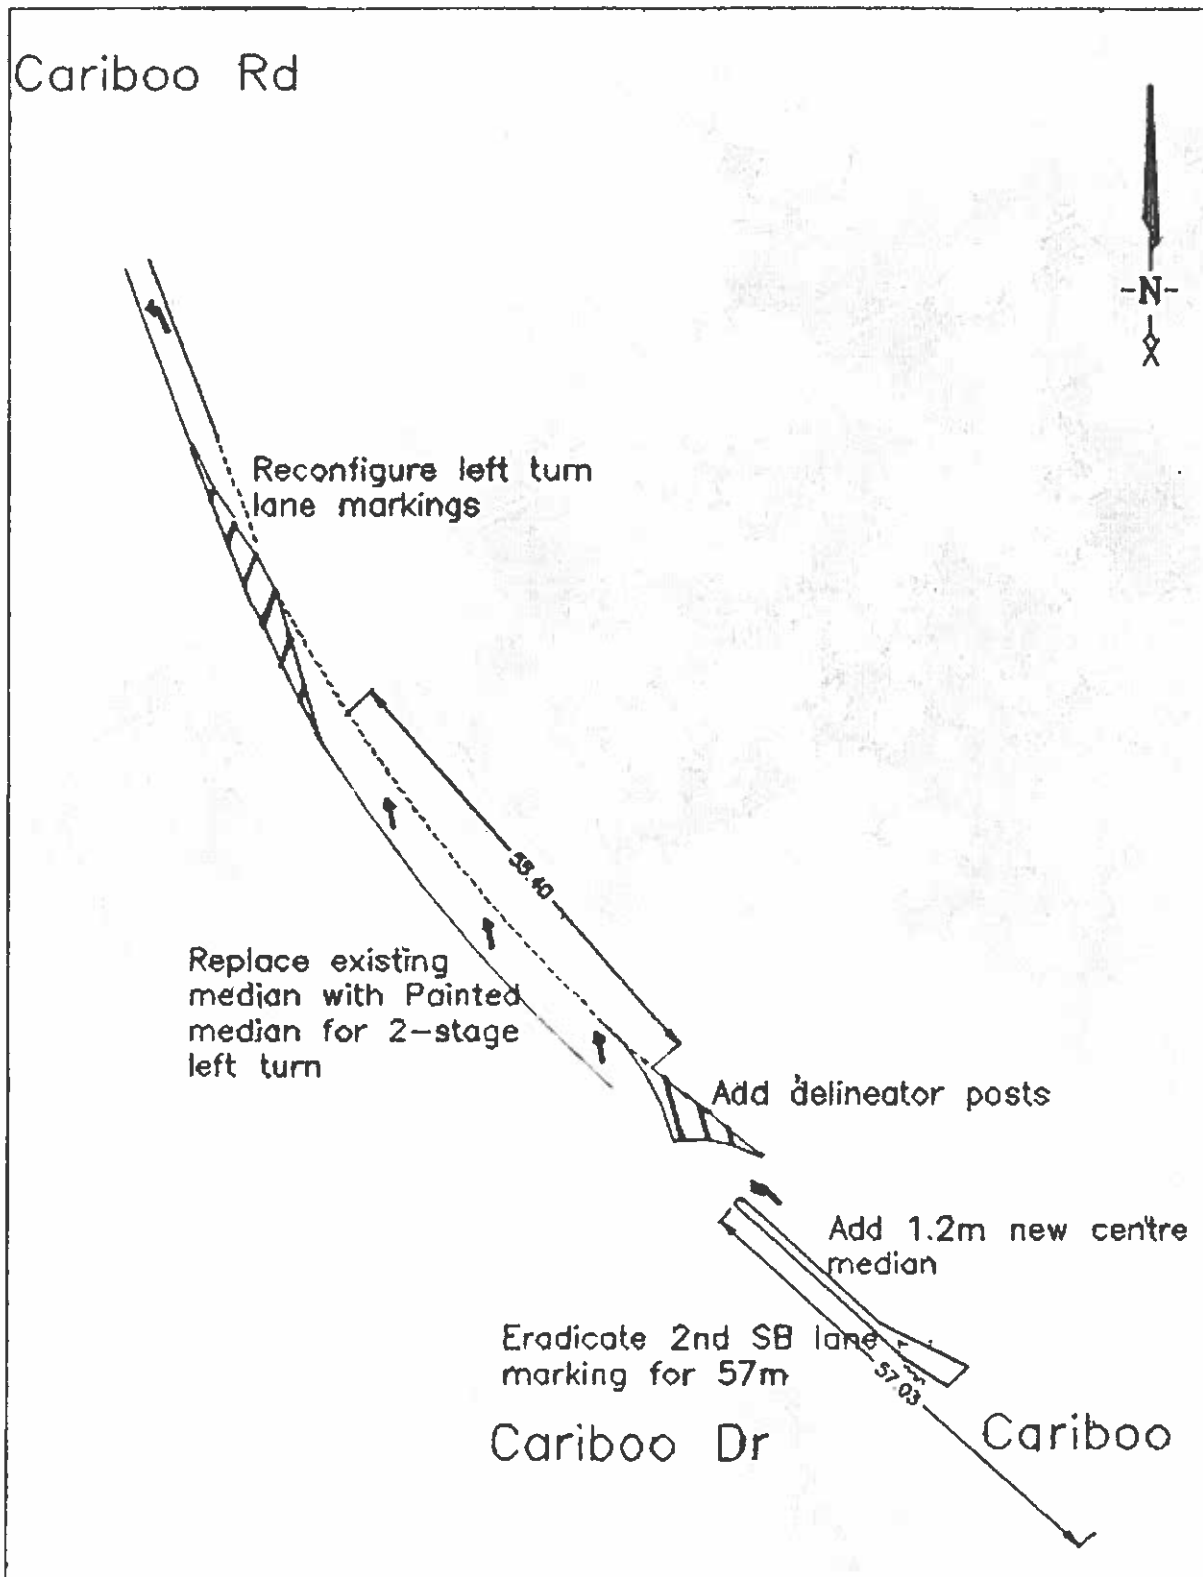 Cariboo Rd
-N-
Reconfigure left turn
lane markings
Replace existing
median with Painted
median for 2-stage
left turn
Add delineator posts
Add 1.2m new centre
median
Eradicate 2nd SB lane
marking for 57m
57.03
Cariboo Dr
Cariboo